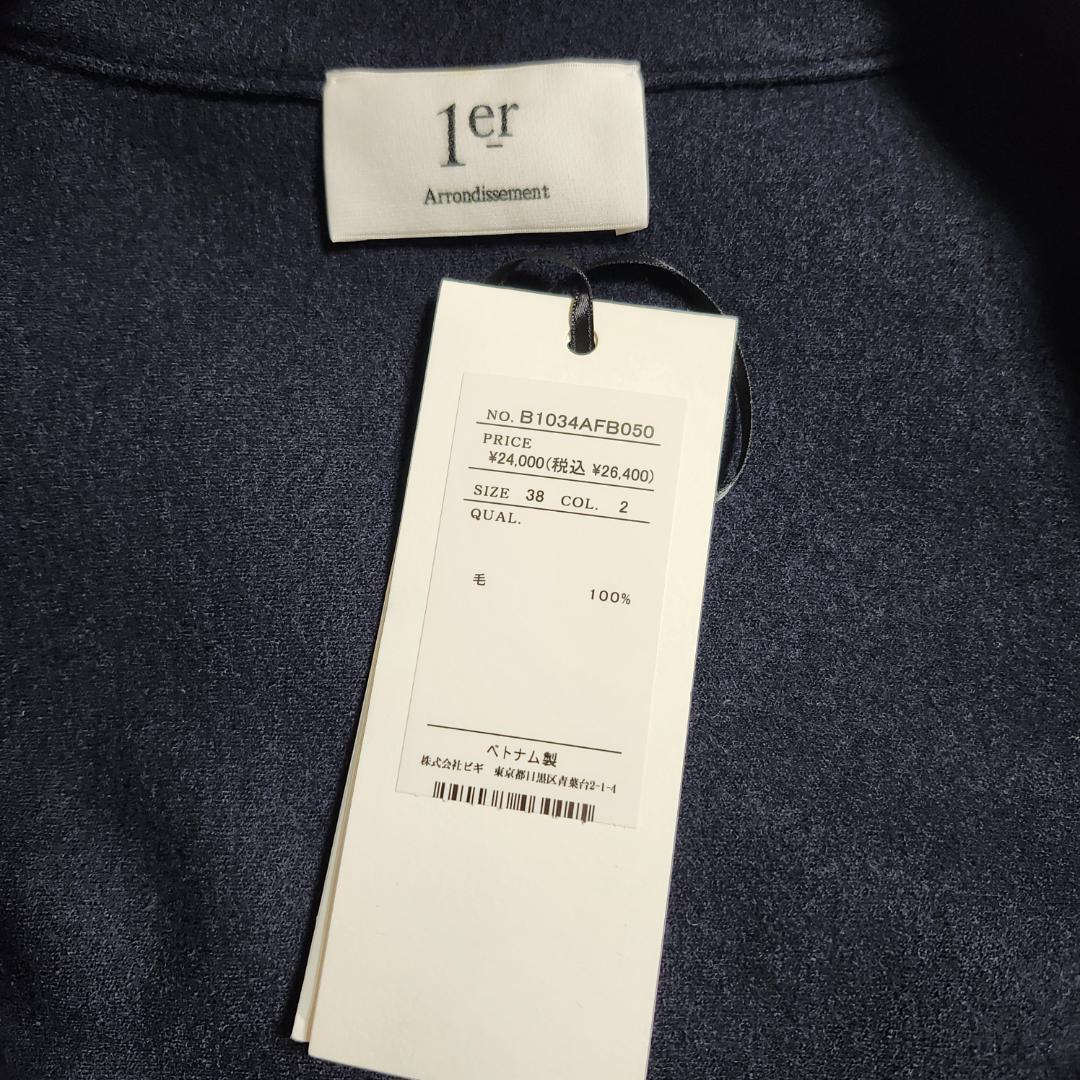 1er
Arrondissement
NO. B1034AFB050
PRICE
¥24,000(税込 ¥26,400)
SIZE 38 COL. 2
QUAL.
毛 100%
ベトナム製
株式会社ビギ 東京都目黒区青葉台2-1-4